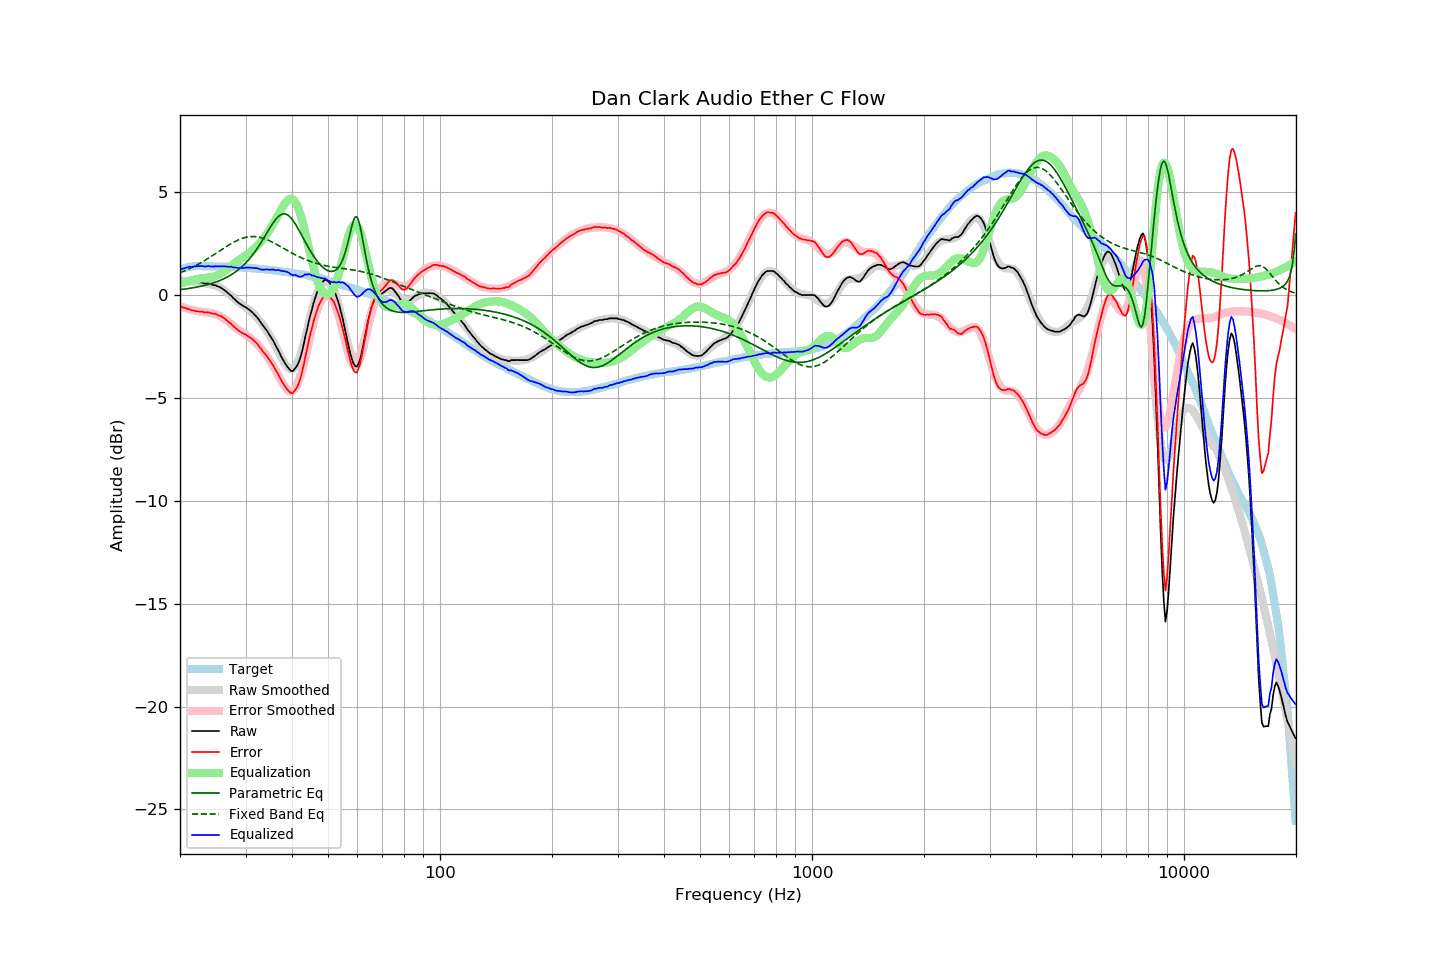 Dan Clark Audio Ether C Flow
Amplitude (dBr)
5
0
−5
−10
−15
−20
−25
Target
Raw Smoothed
Error Smoothed
Raw
Error
Equalization
Parametric Eq
Fixed Band Eq
Equalized
100
1000
10000
Frequency (Hz)